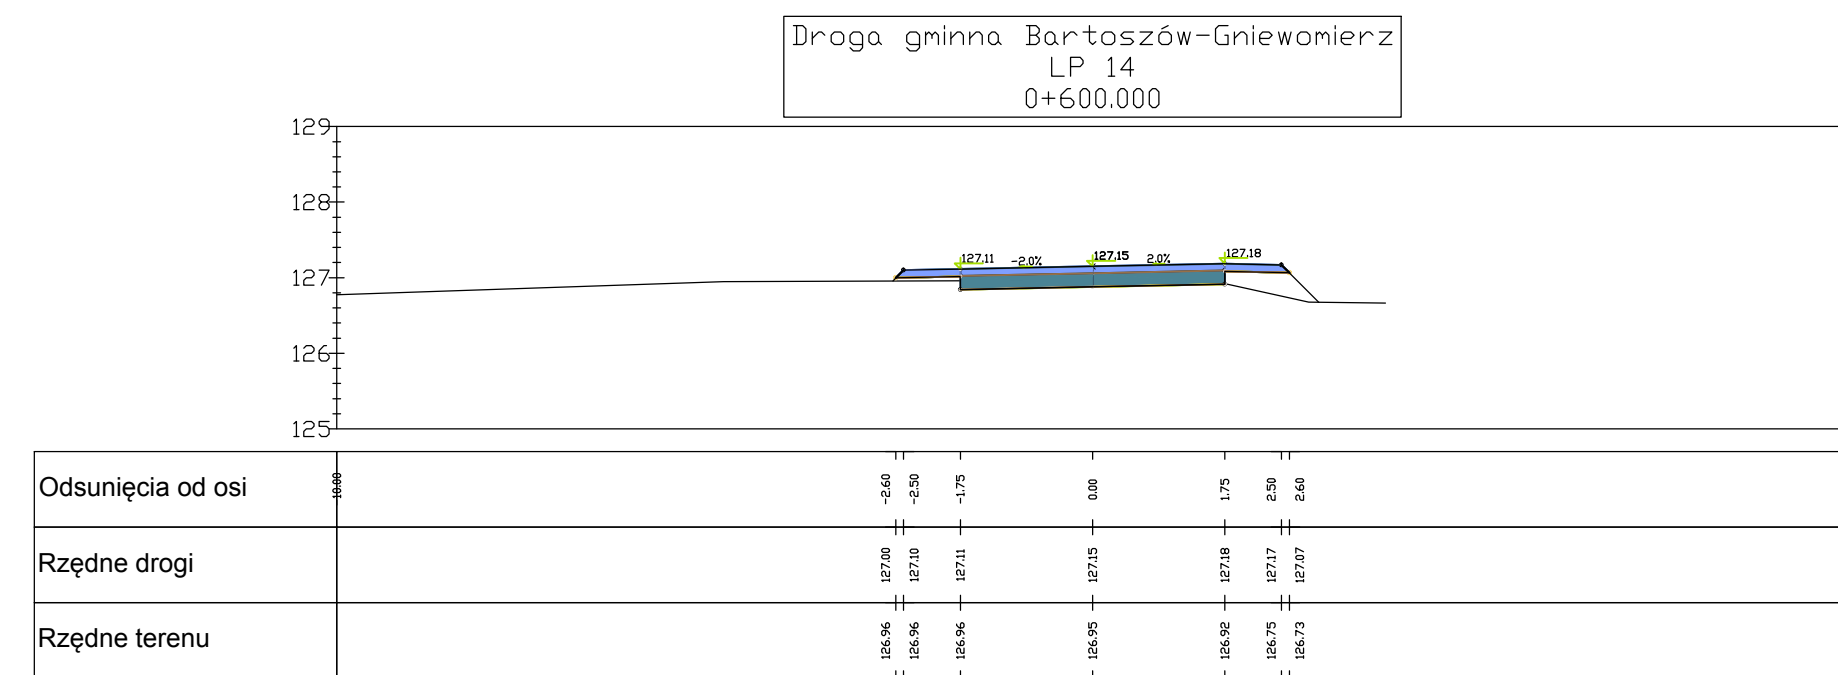 Droga gminna Bartoszów-Gniewomierz
LP 14
0+600.000
129
128
127
126
125
127.11 -2.0% 127.15 2.0% 127.18
Odsunięcia od osi -2.60 -2.50 -1.75 0.00 1.75 2.50 2.60
Rzędne drogi 127.00 127.10 127.11 127.15 127.18 127.17 127.07
Rzędne terenu 126.96 126.96 126.96 126.95 126.92 126.75 126.73